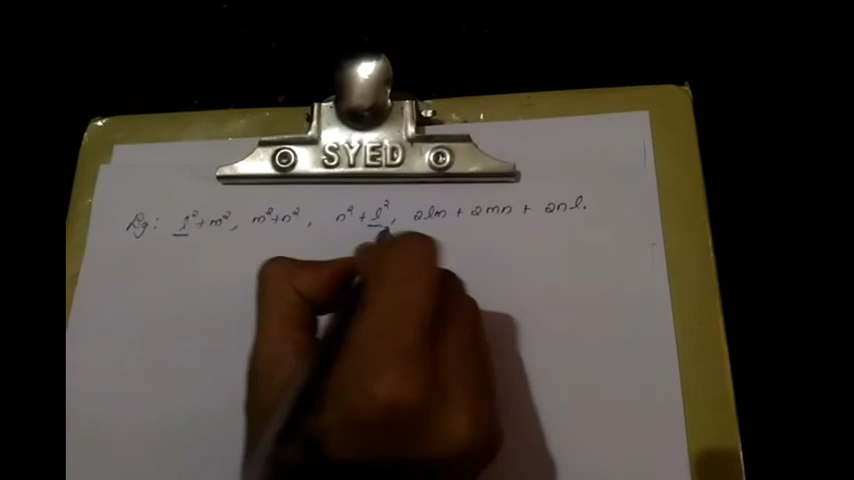 SYED
Eg: l²+m², m²+n², n²+l², 2lm + 2mn + 2nl.